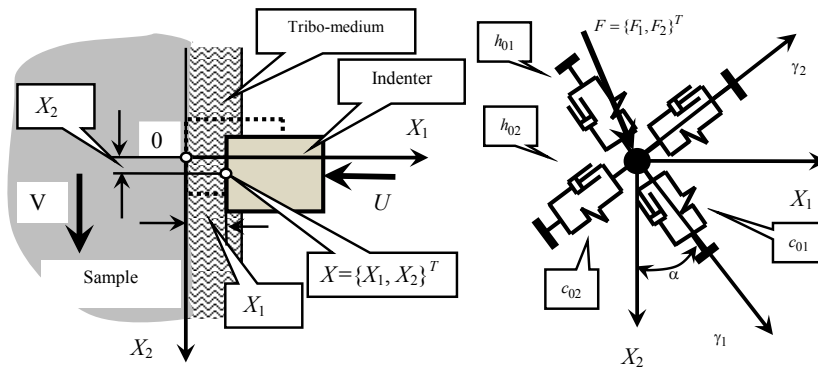 Tribo-medium
Indenter
X₂
0
X₁
V
U
Sample
X={X₁, X₂}ᵀ
X₁
X₂
F={F₁, F₂}ᵀ
h₀₁
γ₂
h₀₂
X₁
c₀₁
c₀₂
α
X₂
γ₁